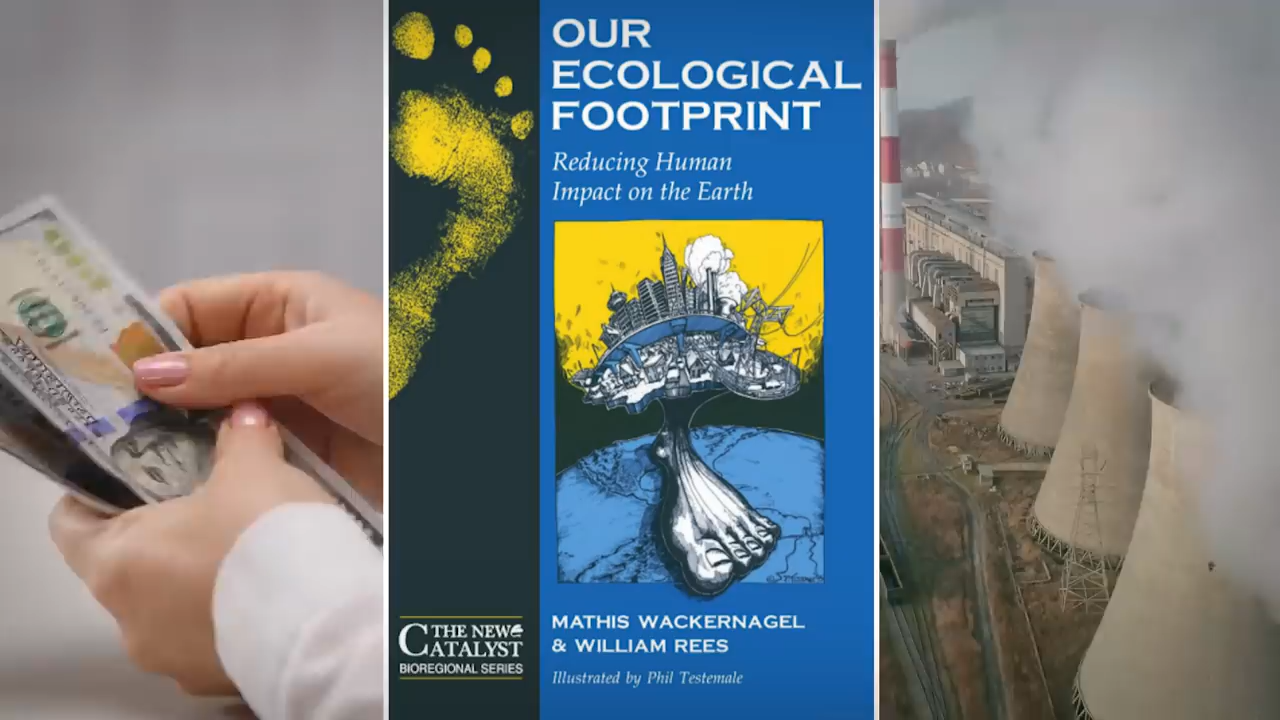 OUR
ECOLOGICAL
FOOTPRINT
Reducing Human
Impact on the Earth
THE NEW
CATALYST
BIOREGIONAL SERIES
MATHIS WACKERNAGEL
& WILLIAM REES
Illustrated by Phil Testemale